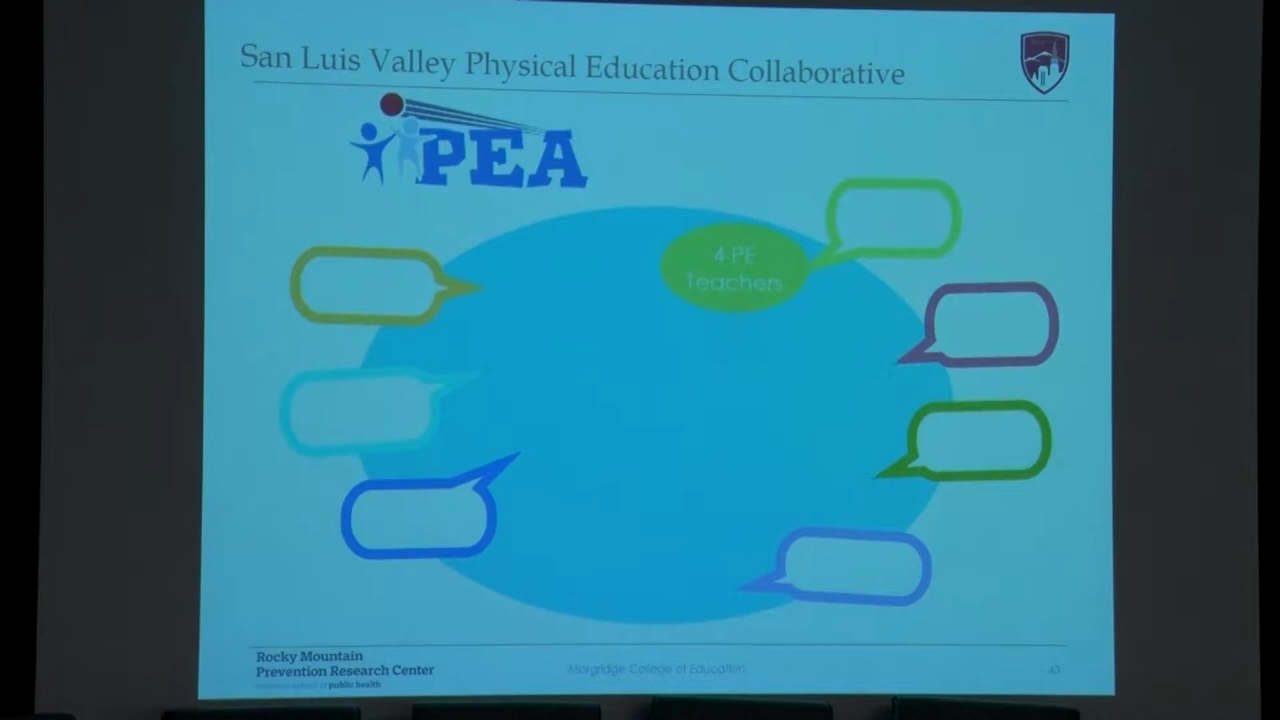 San Luis Valley Physical Education Collaborative
PEA
4 PE
Teachers
Rocky Mountain
Prevention Research Center
public health
Morgridge College of Education
43